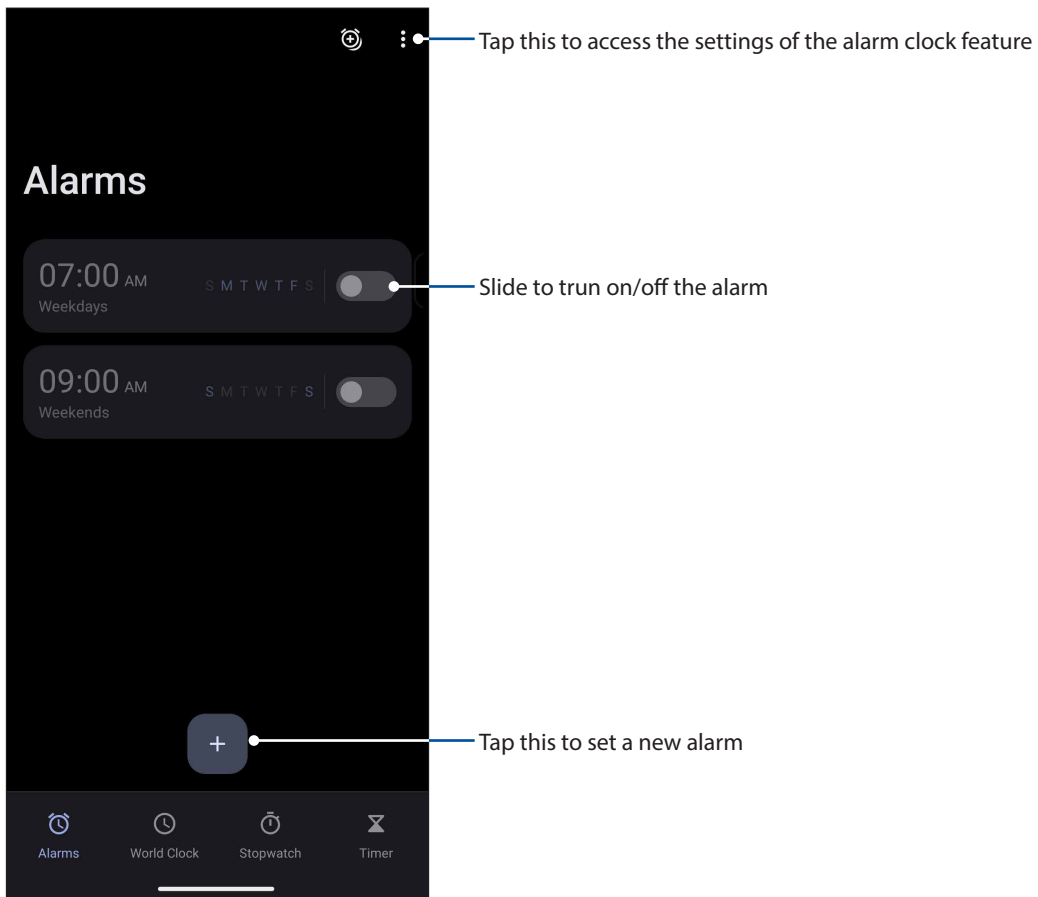 Tap this to access the settings of the alarm clock feature
Alarms
07:00 AM
S M T W T F S
Weekdays
Slide to trun on/off the alarm
09:00 AM
S M T W T F S
Weekends
+
Tap this to set a new alarm
Alarms World Clock Stopwatch Timer